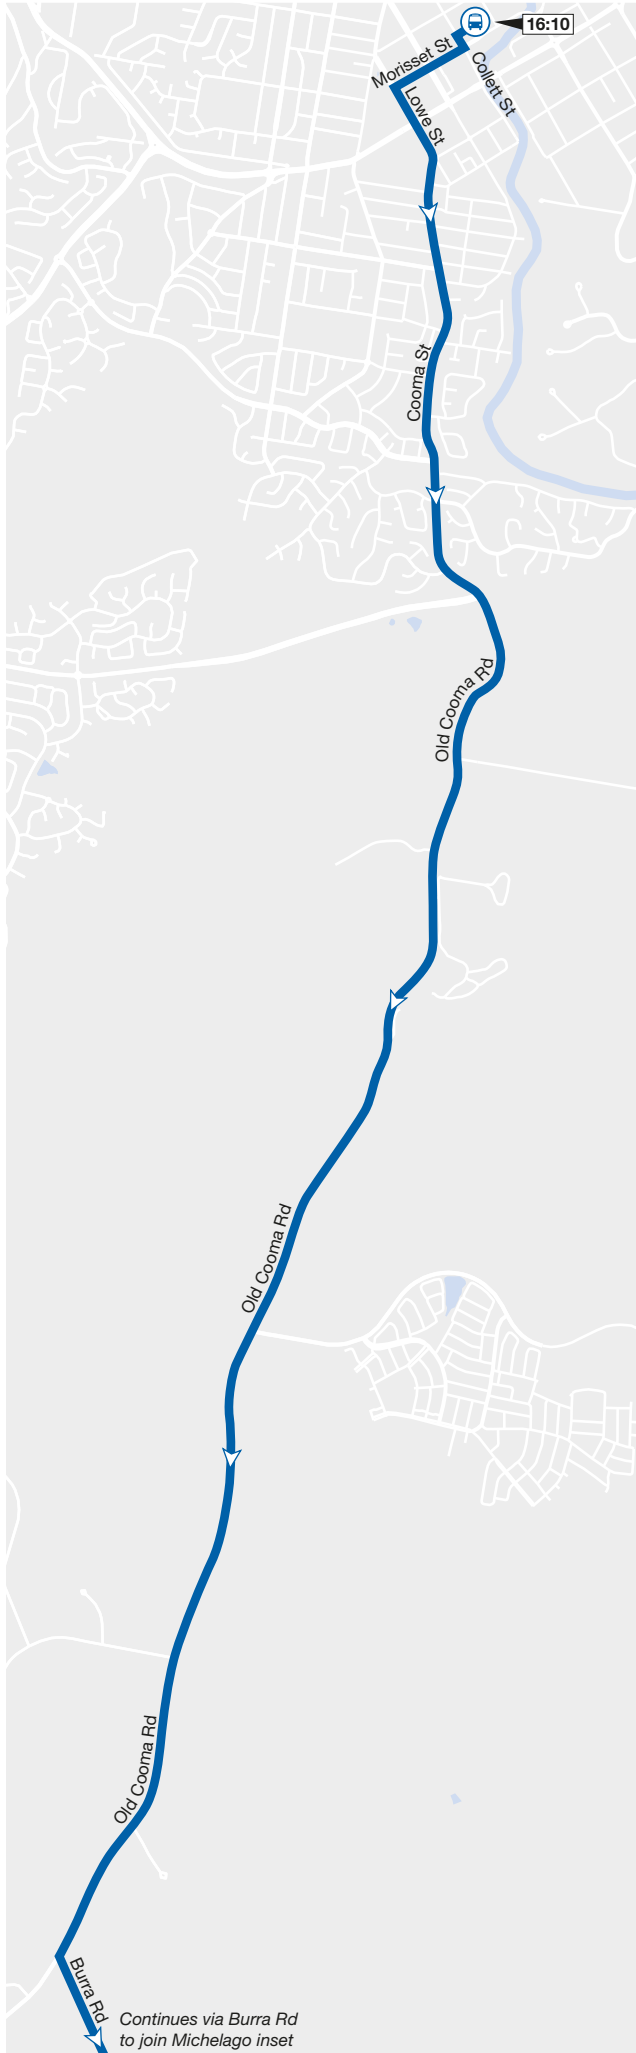 16:10
Morisset St
Collett St
Lowe St
Cooma St
Old Cooma Rd
Old Cooma Rd
Old Cooma Rd
Burra Rd
Continues via Burra Rd
to join Michelago inset